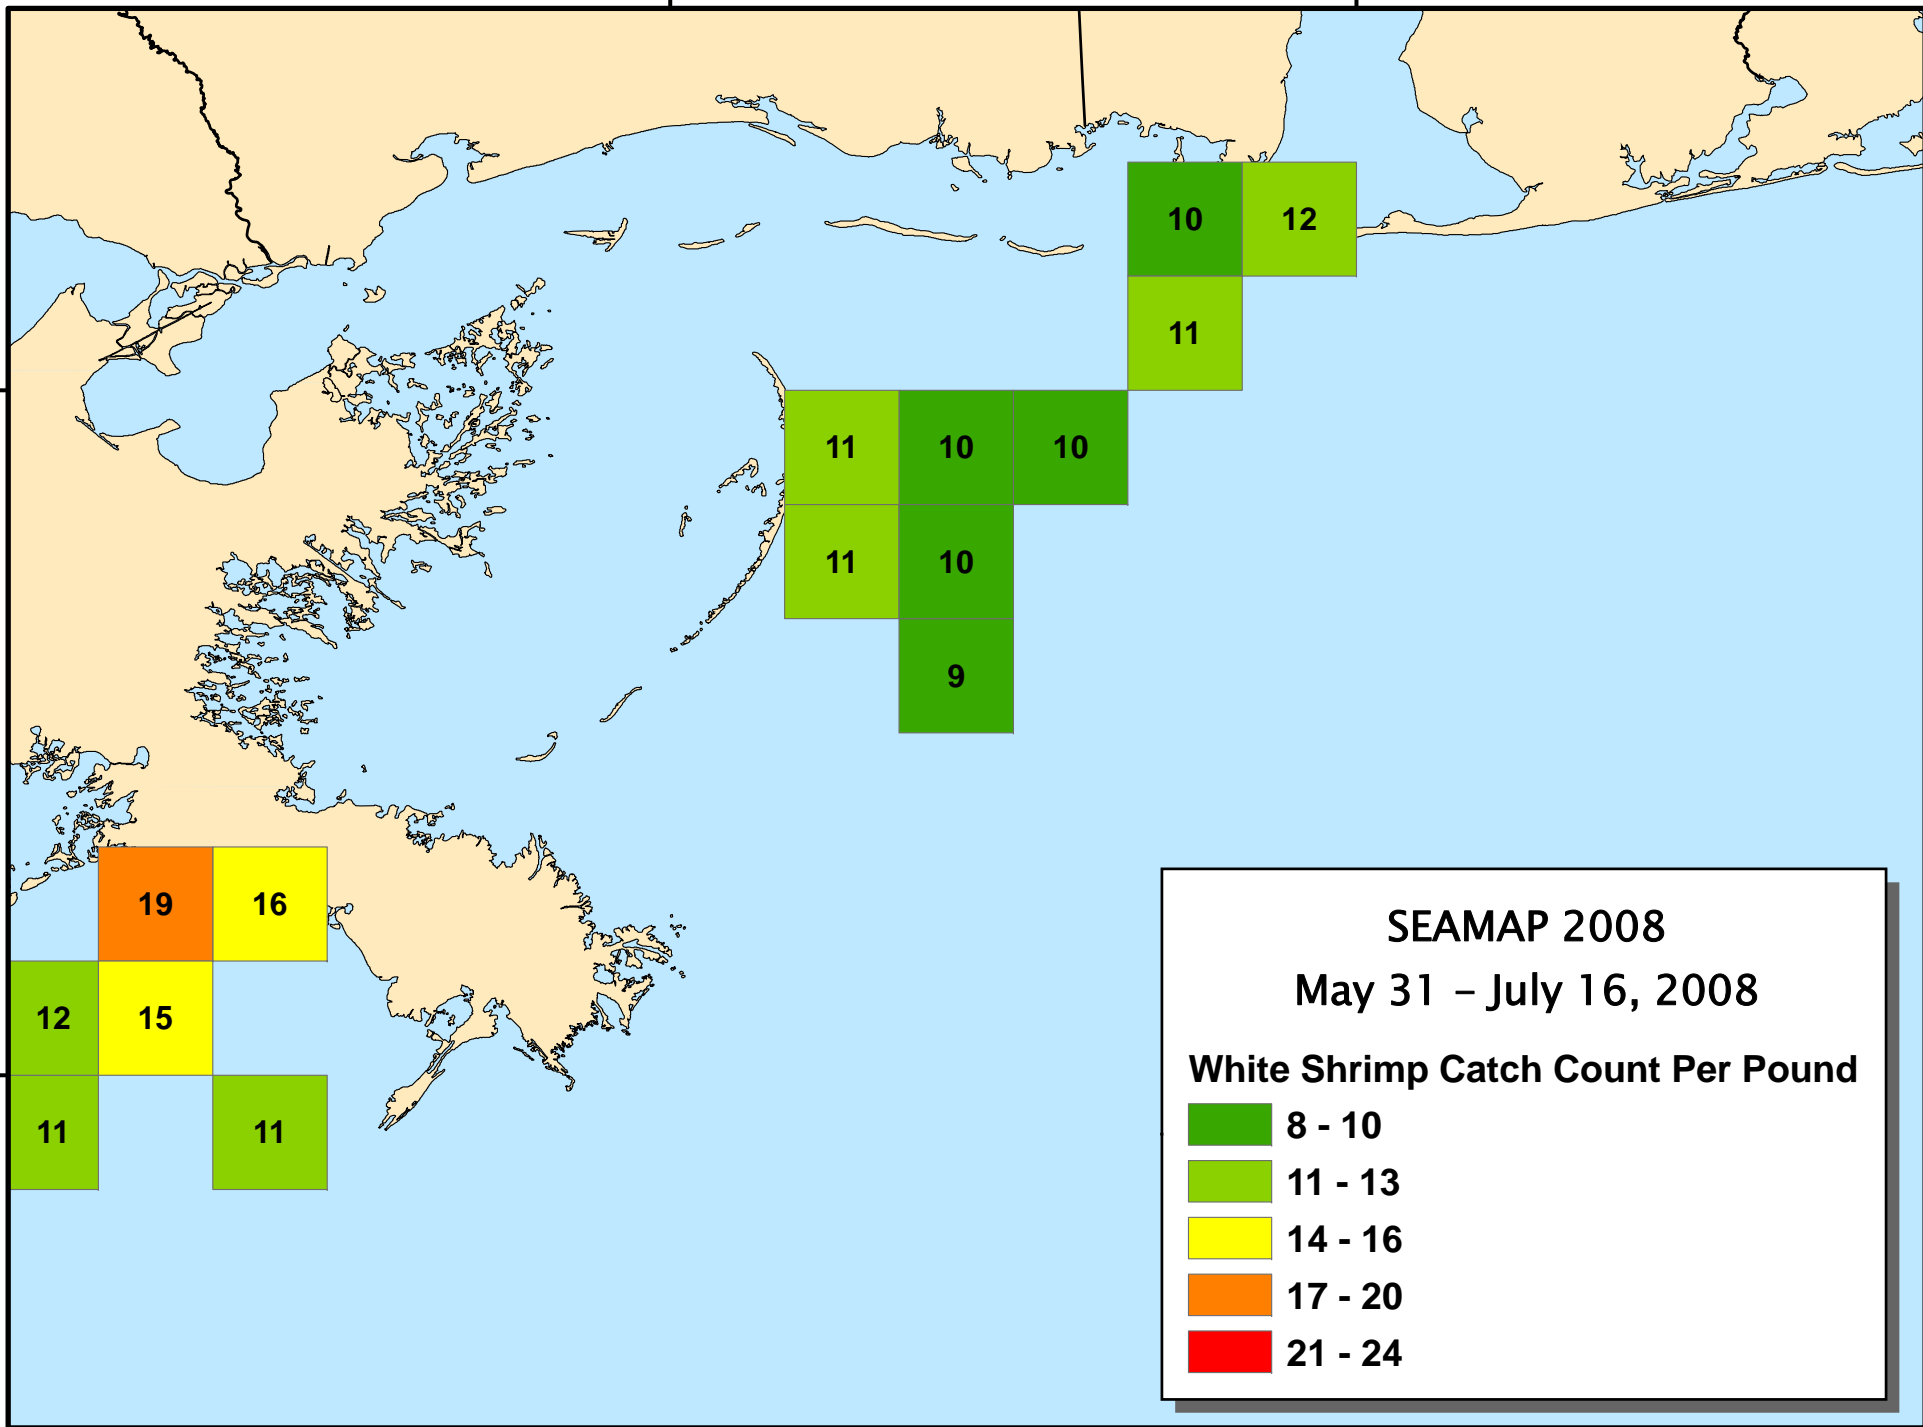 10 12
11
11 10 10
11 10
9
19 16
12 15
11 11
SEAMAP 2008
May 31 – July 16, 2008
White Shrimp Catch Count Per Pound
8 - 10
11 - 13
14 - 16
17 - 20
21 - 24